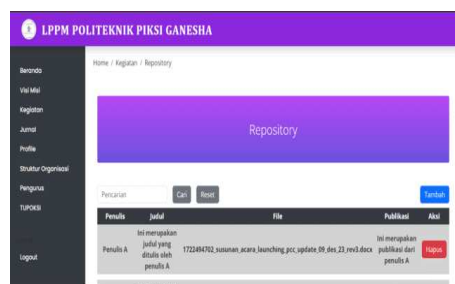 LPPM POLITEKNIK PIKSI GANESHA
Beranda
Visi Misi
Kegiatan
Jurnal
Profile
Struktur Organisasi
Pengurus
TUPOKSI
Logout
Home / Kegiatan / Repository
Repository
Pencarian Cari Reset Tambah
Penulis Judul File Publikasi Aksi
Penulis A
Ini merupakan
judul yang
ditulis oleh
penulis A
1722494702_susunan_acara_launching_pcc_update_09_des_23_rev3.docx
Ini merupakan
publikasi dari
penulis A
Hapus